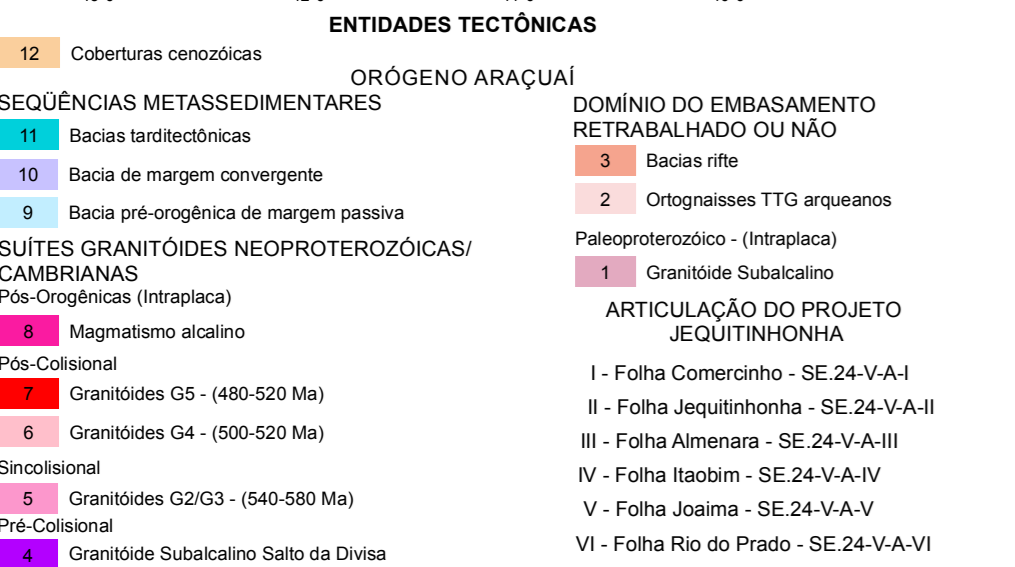 ENTIDADES TECTÔNICAS
12 Coberturas cenozóicas
ORÓGENO ARAÇUAÍ
SEQÜÊNCIAS METASSEDIMENTARES
11 Bacias tarditectônicas
10 Bacia de margem convergente
9 Bacia pré-orogênica de margem passiva
SUÍTES GRANITÓIDES NEOPROTEROZÓICAS/
CAMBRIANAS
Pós-Orogênicas (Intraplaca)
8 Magmatismo alcalino
Pós-Colisional
7 Granitóides G5 - (480-520 Ma)
6 Granitóides G4 - (500-520 Ma)
Sincolisional
5 Granitóides G2/G3 - (540-580 Ma)
Pré-Colisional
4 Granitóide Subalcalino Salto da Divisa
DOMÍNIO DO EMBASAMENTO
RETRABALHADO OU NÃO
3 Bacias rifte
2 Ortognaisses TTG arqueanos
Paleoproterozóico - (Intraplaca)
1 Granitóide Subalcalino
ARTICULAÇÃO DO PROJETO
JEQUITINHONHA
I - Folha Comercinho - SE.24-V-A-I
II - Folha Jequitinhonha - SE.24-V-A-II
III - Folha Almenara - SE.24-V-A-III
IV - Folha Itaobim - SE.24-V-A-IV
V - Folha Joaima - SE.24-V-A-V
VI - Folha Rio do Prado - SE.24-V-A-VI